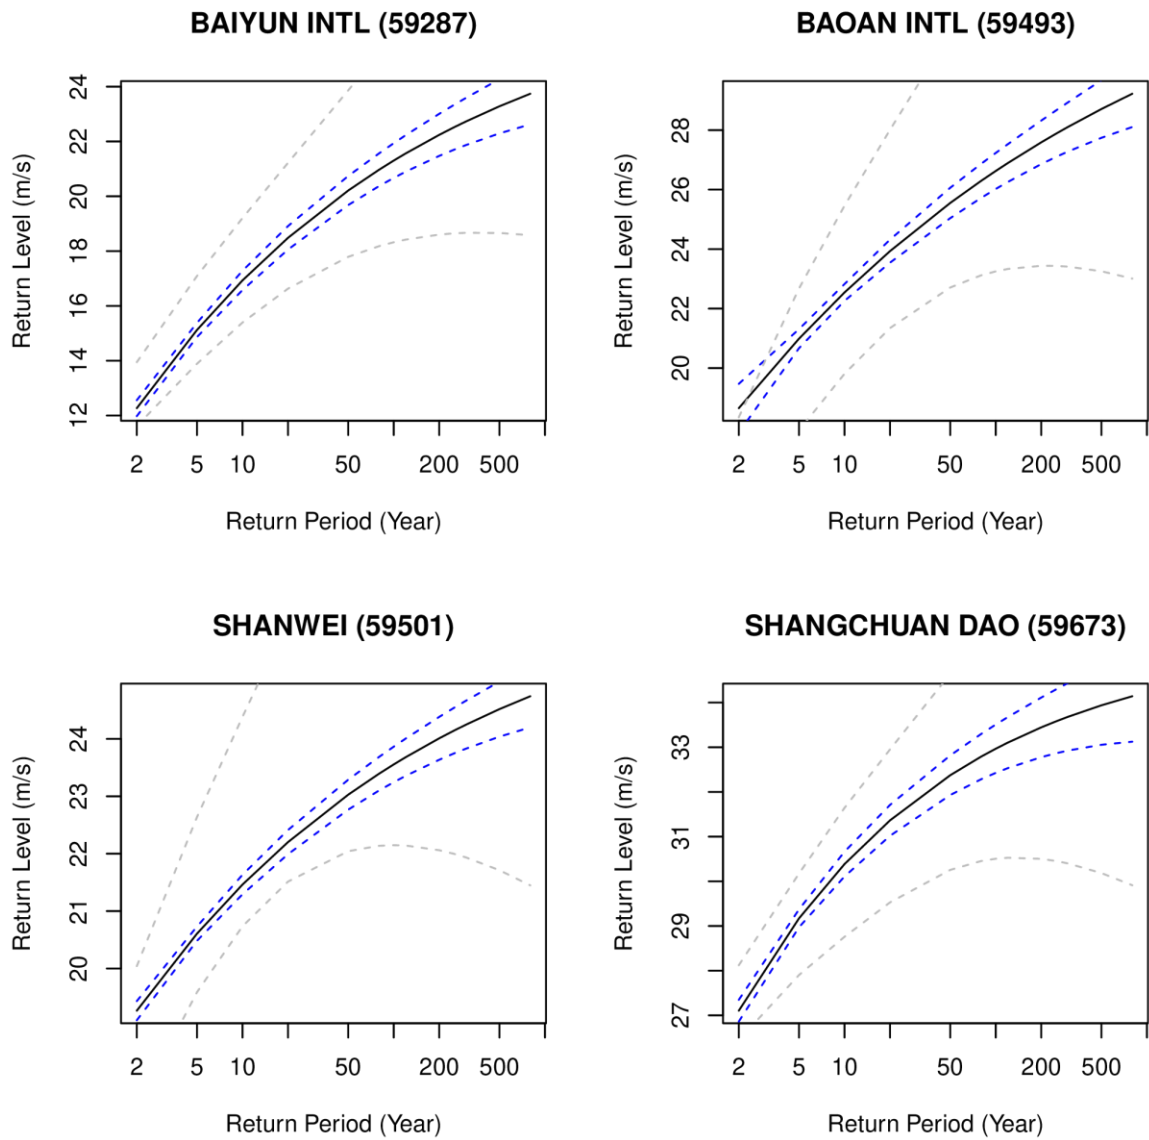 BAIYUN INTL (59287)
Return Level (m/s)
24
22
20
18
16
14
12
2 5 10 50 200 500
Return Period (Year)
BAOAN INTL (59493)
Return Level (m/s)
28
26
24
22
20
2 5 10 50 200 500
Return Period (Year)
SHANWEI (59501)
Return Level (m/s)
24
23
22
21
20
2 5 10 50 200 500
Return Period (Year)
SHANGCHUAN DAO (59673)
Return Level (m/s)
33
31
29
27
2 5 10 50 200 500
Return Period (Year)